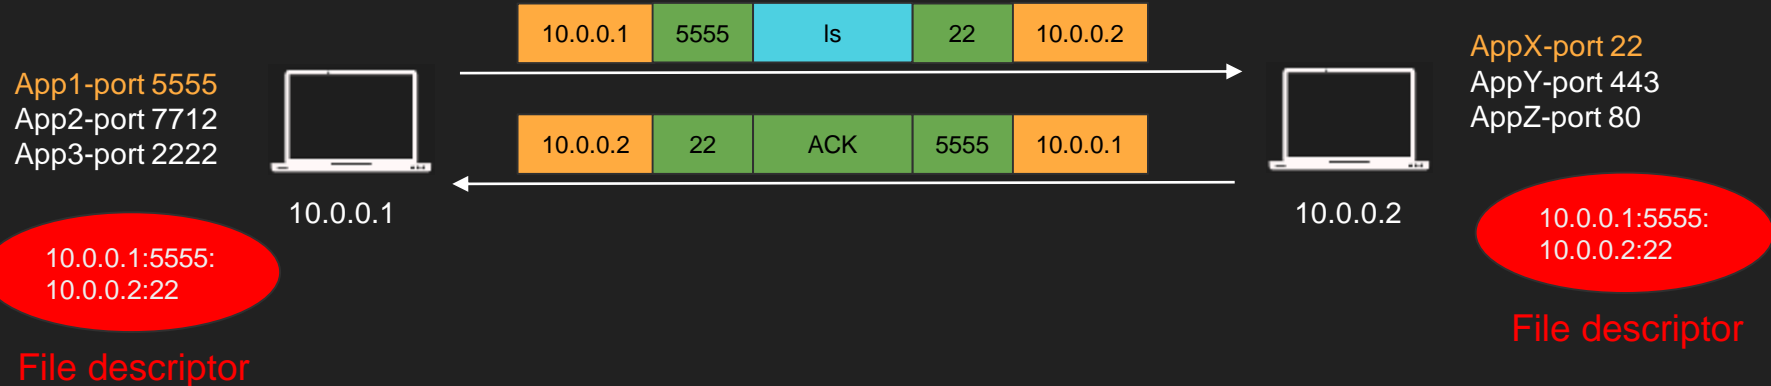 10.0.0.1 5555 ls 22 10.0.0.2
App1-port 5555
App2-port 7712
App3-port 2222
10.0.0.2 22 ACK 5555 10.0.0.1
AppX-port 22
AppY-port 443
AppZ-port 80
10.0.0.1
10.0.0.2
10.0.0.1:5555:
10.0.0.2:22
File descriptor
10.0.0.1:5555:
10.0.0.2:22
File descriptor